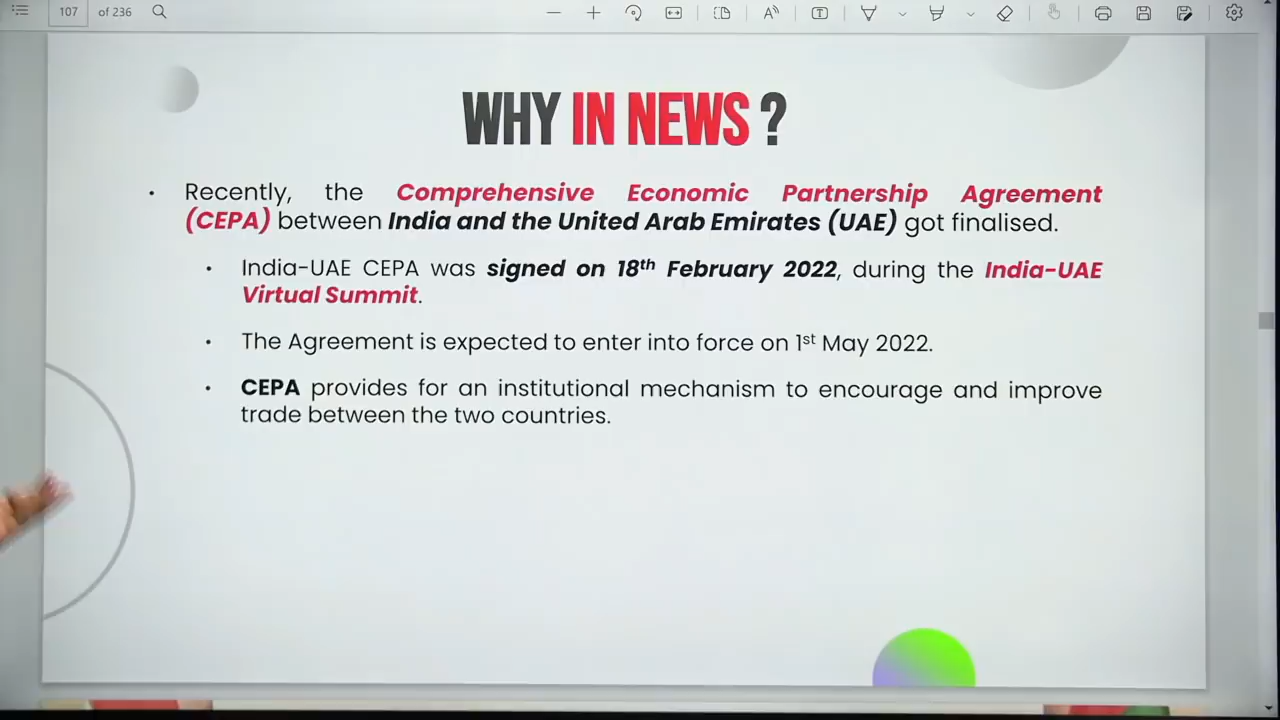 107 of 236
WHY IN NEWS ?
• Recently, the Comprehensive Economic Partnership Agreement
(CEPA) between India and the United Arab Emirates (UAE) got finalised.
• India-UAE CEPA was signed on 18th February 2022, during the India-UAE
Virtual Summit.
• The Agreement is expected to enter into force on 1st May 2022.
• CEPA provides for an institutional mechanism to encourage and improve
trade between the two countries.